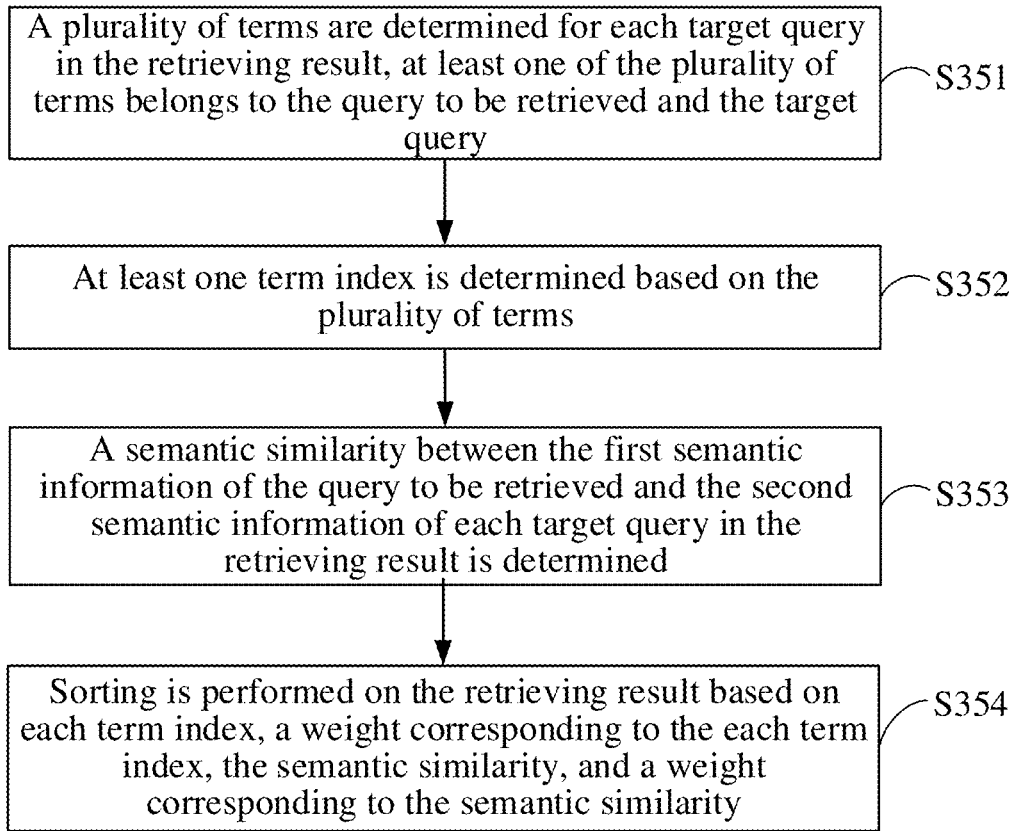 A plurality of terms are determined for each target query
in the retrieving result, at least one of the plurality of
terms belongs to the query to be retrieved and the target
query
S351
At least one term index is determined based on the
plurality of terms
S352
A semantic similarity between the first semantic
information of the query to be retrieved and the second
semantic information of each target query in the
retrieving result is determined
S353
Sorting is performed on the retrieving result based on
each term index, a weight corresponding to the each term
index, the semantic similarity, and a weight
corresponding to the semantic similarity
S354